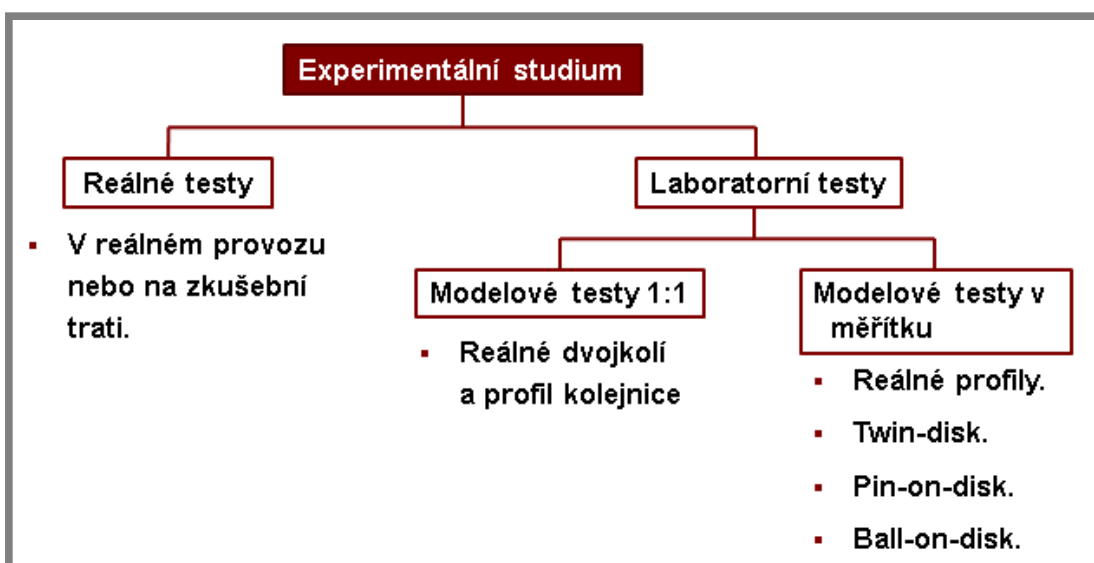 Experimentální studium
Reálné testy
Laboratorní testy
▪ V reálném provozu
nebo na zkušební
trati.
Modelové testy 1:1
▪ Reálné dvojkolí
a profil kolejnice
Modelové testy v
měřítku
▪ Reálné profily.
▪ Twin-disk.
▪ Pin-on-disk.
▪ Ball-on-disk.